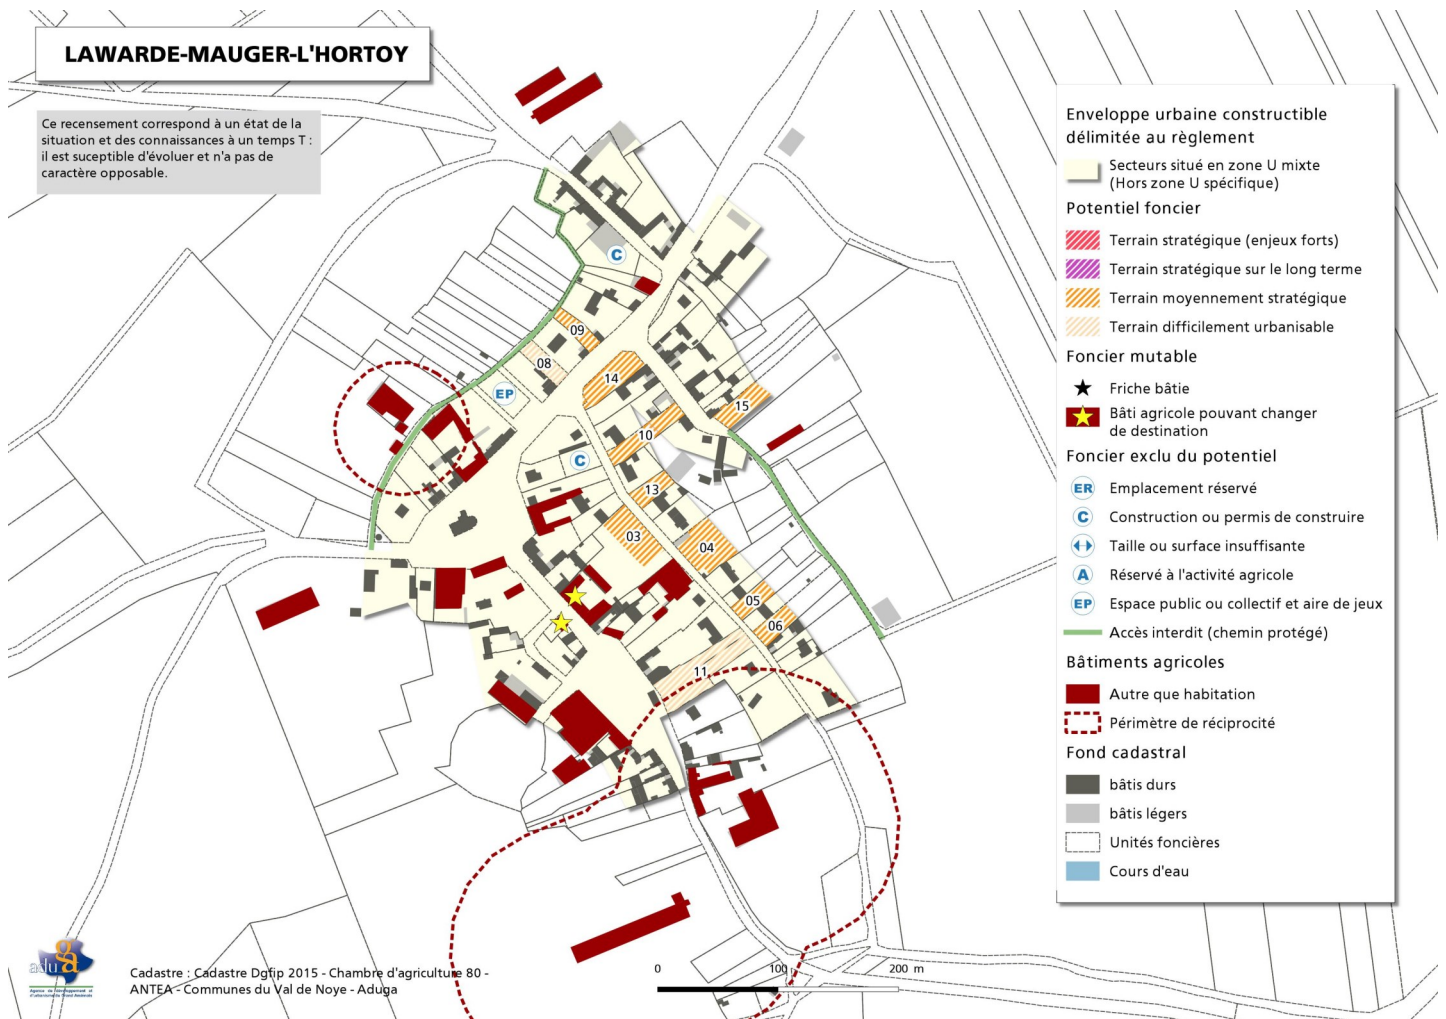 LAWARDE-MAUGER-L'HORTOY
Ce recensement correspond à un état de la
situation et des connaissances à un temps T :
il est suceptible d'évoluer et n'a pas de
caractère opposable.
Enveloppe urbaine constructible
délimitée au règlement
Secteurs situé en zone U mixte
(Hors zone U spécifique)
Potentiel foncier
Terrain stratégique (enjeux forts)
Terrain stratégique sur le long terme
Terrain moyennement stratégique
Terrain difficilement urbanisable
Foncier mutable
Friche bâtie
Bâti agricole pouvant changer
de destination
Foncier exclu du potentiel
ER Emplacement réservé
C Construction ou permis de construire
Taille ou surface insuffisante
A Réservé à l'activité agricole
EP Espace public ou collectif et aire de jeux
Accès interdit (chemin protégé)
Bâtiments agricoles
Autre que habitation
Périmètre de réciprocité
Fond cadastral
bâtis durs
bâtis légers
Unités foncières
Cours d'eau
C
09
08
14
EP
15
10
C
13
03
04
05
06
11
aduga
Cadastre : Cadastre Dgfip 2015 - Chambre d'agriculture 80 -
ANTEA - Communes du Val de Noye - Aduga
0 100 200 m